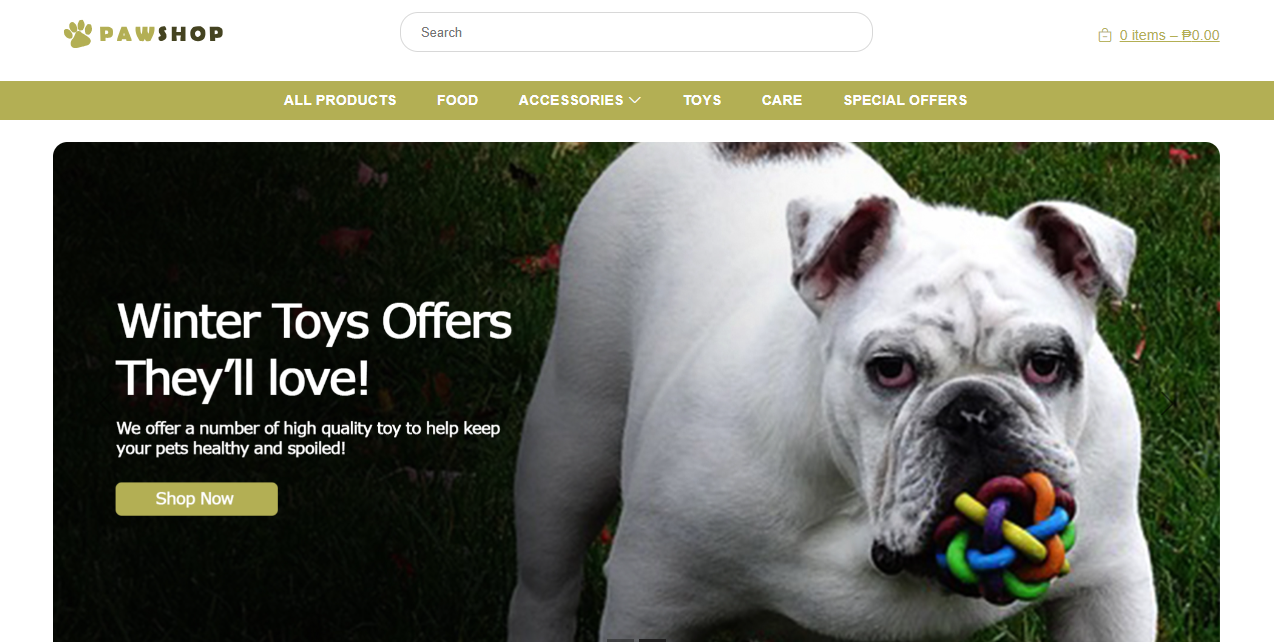 PAWSHOP
Search
0 items – ₱0.00
ALL PRODUCTS FOOD ACCESSORIES TOYS CARE SPECIAL OFFERS
Winter Toys Offers
They’ll love!
We offer a number of high quality toy to help keep
your pets healthy and spoiled!
Shop Now